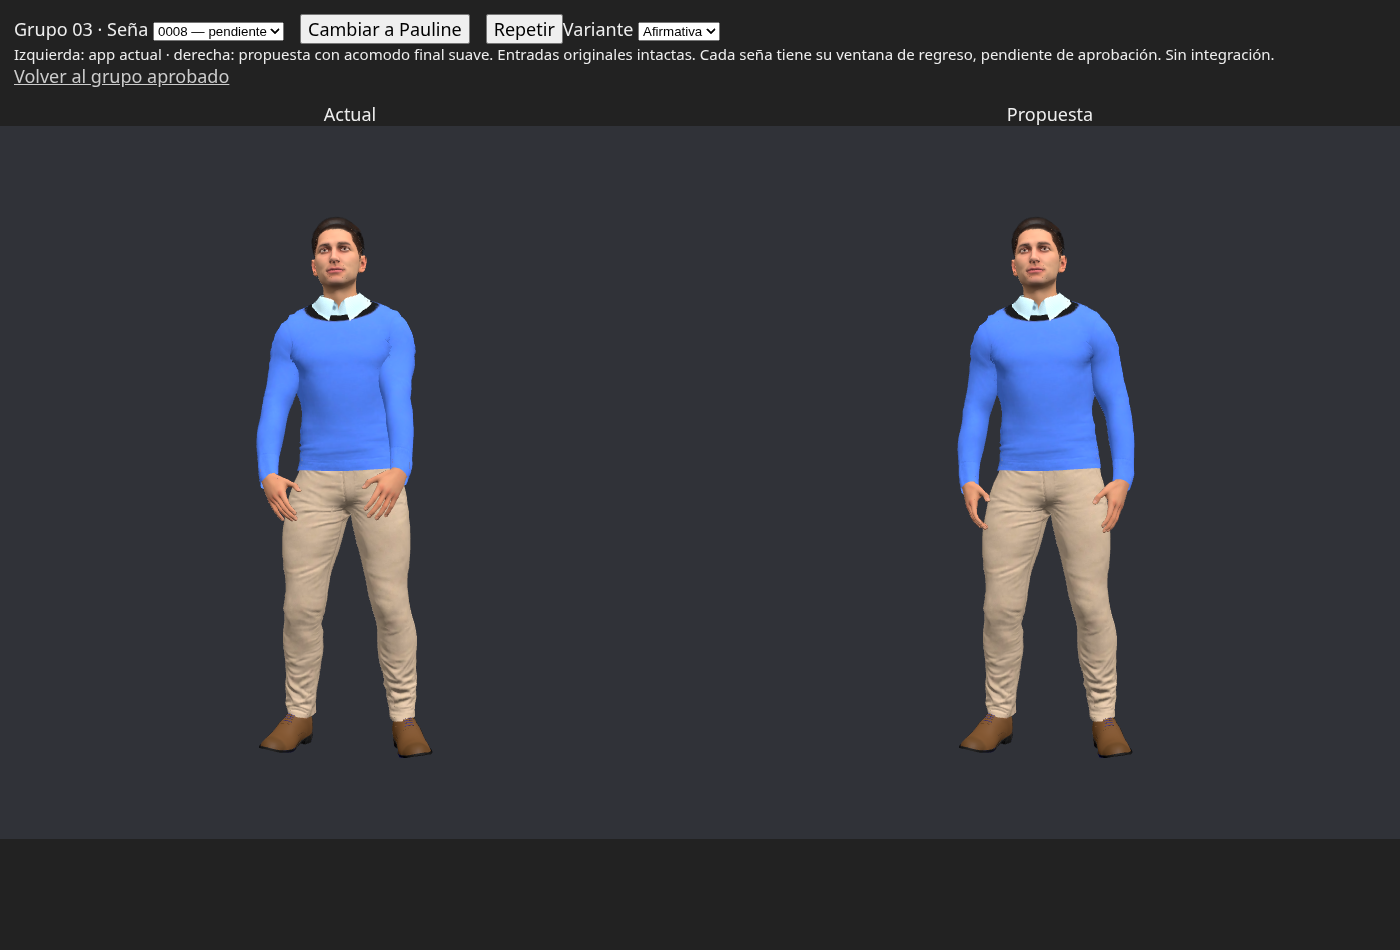 Grupo 03 · Seña 0008 — pendiente Cambiar a Pauline Repetir Variante Afirmativa
Izquierda: app actual · derecha: propuesta con acomodo final suave. Entradas originales intactas. Cada seña tiene su ventana de regreso, pendiente de aprobación. Sin integración.
Volver al grupo aprobado
Actual Propuesta